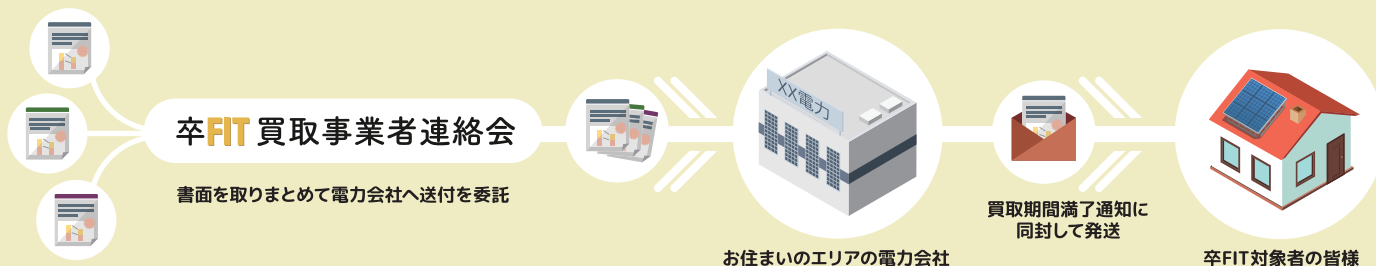 卒FIT買取事業者連絡会
書面を取りまとめて電力会社へ送付を委託
XX電力
お住まいのエリアの電力会社
買取期間満了通知に
同封して発送
卒FIT対象者の皆様